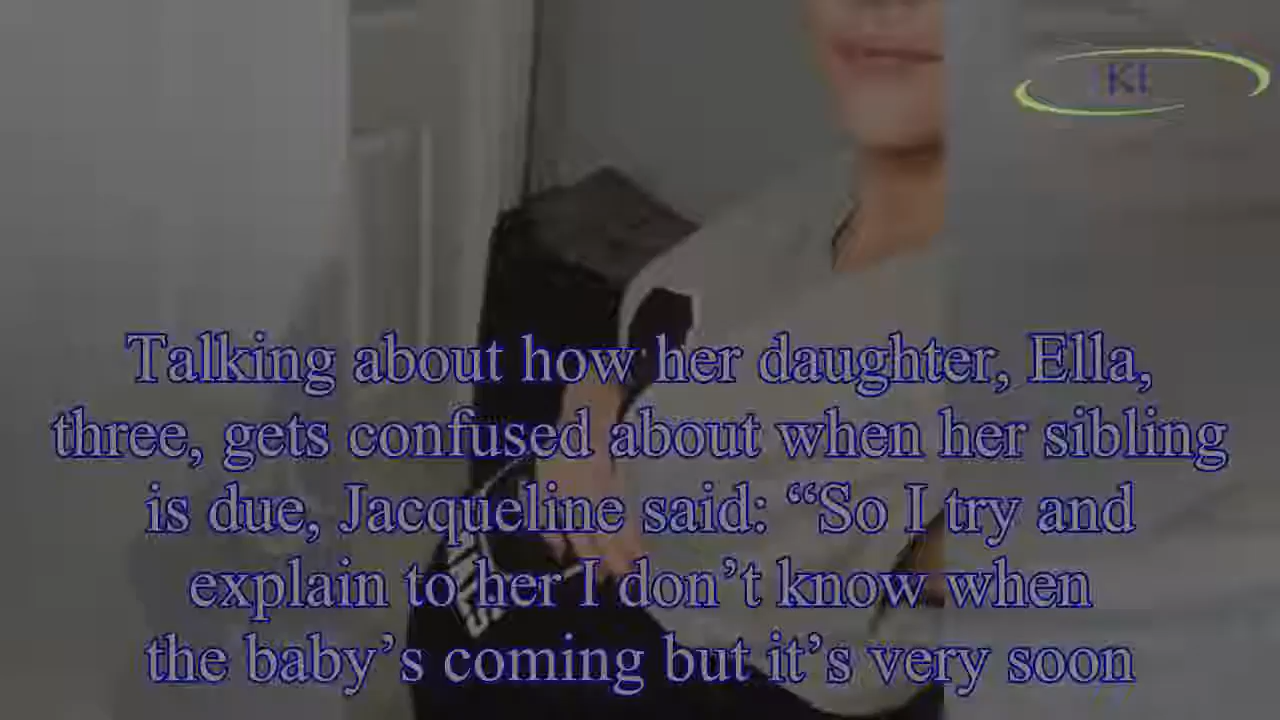 KI
Talking about how her daughter, Ella,
three, gets confused about when her sibling
is due, Jacqueline said: “So I try and
explain to her I don’t know when
the baby’s coming but it’s very soon